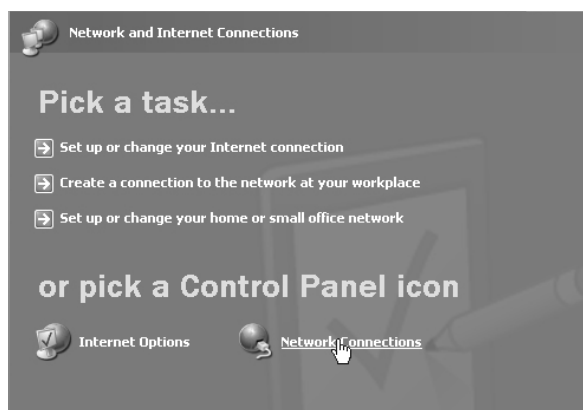 Network and Internet Connections
Pick a task...
Set up or change your Internet connection
Create a connection to the network at your workplace
Set up or change your home or small office network
or pick a Control Panel icon
Internet Options
Network Connections